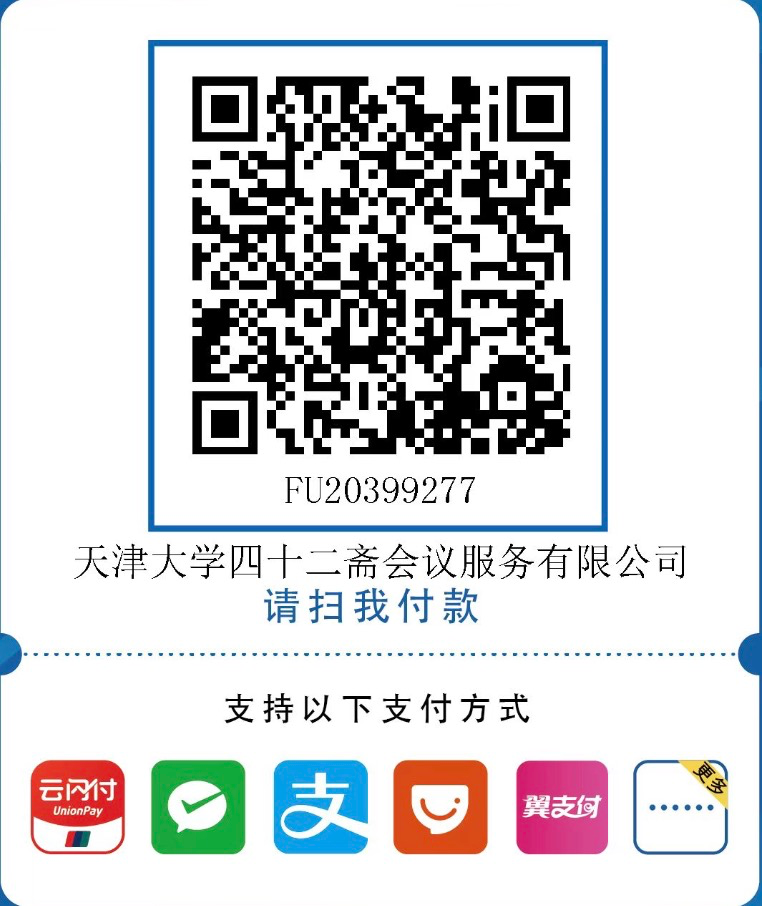 FU20399277
天津大学四十二斋会议服务有限公司
请扫我付款
支持以下支付方式
云闪付
UnionPay
支
翼支付
更多